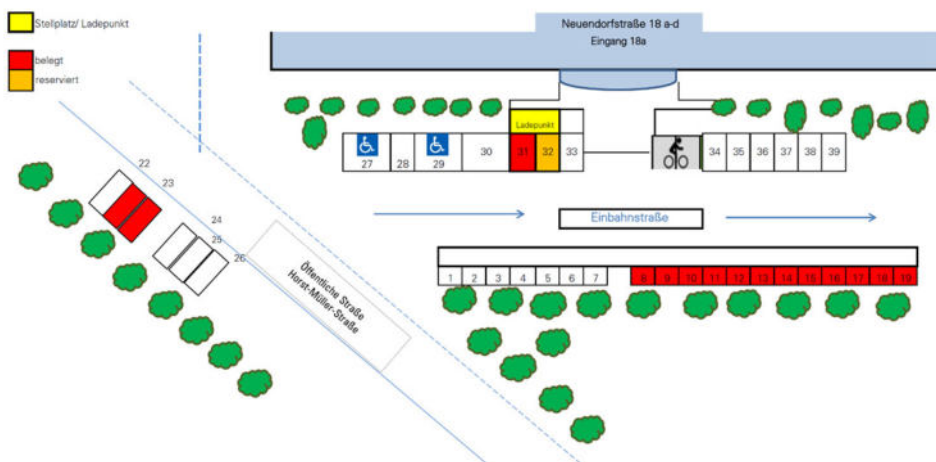 Stellplatz/ Ladepunkt
belegt
reserviert
Neuendorfstraße 18 a-d
Eingang 18a
Ladepunkt
27 28 29 30 31 32 33 34 35 36 37 38 39
22
23
24
25
26
Einbahnstraße
Öffentliche Straße
Horst-Müller-Straße
1 2 3 4 5 6 7 8 9 10 11 12 13 14 15 16 17 18 19